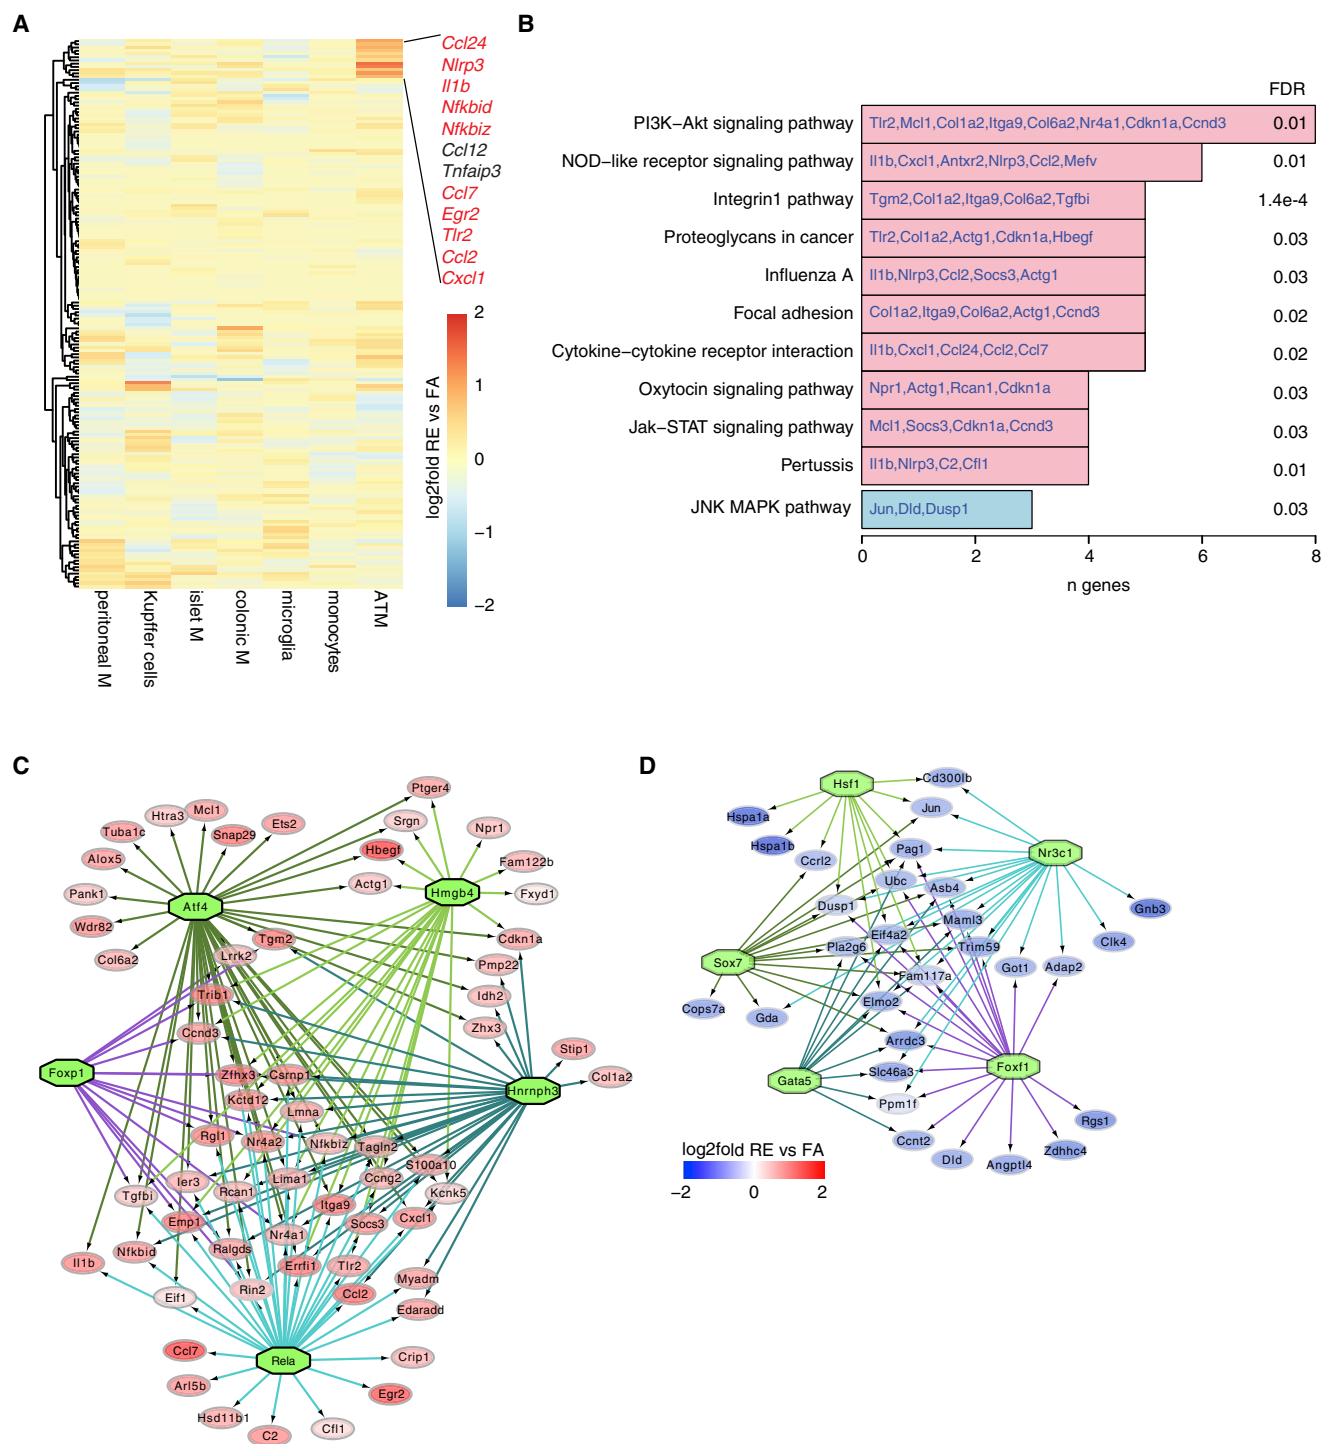 A
Ccl24
Nlrp3
Il1b
Nfkbid
Nfkbiz
Ccl12
Tnfaip3
Ccl7
Egr2
Tlr2
Ccl2
Cxcl1
2
1
0
−1
−2
log2fold RE vs FA
peritoneal M
Kupffer cells
islet M
colonic M
microglia
monocytes
ATM
B
FDR
PI3K−Akt signaling pathway Tlr2,Mcl1,Col1a2,Itga9,Col6a2,Nr4a1,Cdkn1a,Ccnd3 0.01
NOD−like receptor signaling pathway Il1b,Cxcl1,Antxr2,Nlrp3,Ccl2,Mefv 0.01
Integrin1 pathway Tgm2,Col1a2,Itga9,Col6a2,Tgfbi 1.4e-4
Proteoglycans in cancer Tlr2,Col1a2,Actg1,Cdkn1a,Hbegf 0.03
Influenza A Il1b,Nlrp3,Ccl2,Socs3,Actg1 0.03
Focal adhesion Col1a2,Itga9,Col6a2,Actg1,Ccnd3 0.02
Cytokine−cytokine receptor interaction Il1b,Cxcl1,Ccl24,Ccl2,Ccl7 0.02
Oxytocin signaling pathway Npr1,Actg1,Rcan1,Cdkn1a 0.03
Jak−STAT signaling pathway Mcl1,Socs3,Cdkn1a,Ccnd3 0.03
Pertussis Il1b,Nlrp3,C2,Cfl1 0.01
JNK MAPK pathway Jun,Dld,Dusp1 0.03
0 2 4 6 8
n genes
C
Ptger4
Htra3
Mcl1
Srgn
Npr1
Tuba1c
Snap29
Ets2
Hbegf
Alox5
Fam122b
Actg1
Pank1
Atf4
Hmgb4
Fxyd1
Wdr82
Tgm2
Cdkn1a
Col6a2
Lrrk2
Pmp22
Trib1
Idh2
Ccnd3
Zhx3
Stip1
Foxp1
Zfhx3
Csrnp1
Hnrnph3
Col1a2
Kctd12
Lmna
Rgl1
Nr4a2
Nfkbiz
Tagln2
S100a10
Ier3
Rcan1
Lima1
Ccng2
Kcnk5
Tgfbi
Itga9
Emp1
Socs3
Cxcl1
Nr4a1
Nfkbid
Ralgds
Il1b
Errfi1
Tlr2
Myadm
Eif1
Rin2
Ccl2
Edaradd
Ccl7
Rela
Crip1
Arl5b
Egr2
Hsd11b1
C2
Cfl1
D
Hsf1
Cd300lb
Hspa1a
Jun
Hspa1b
Pag1
Nr3c1
Ccrl2
Ubc
Asb4
Dusp1
Gnb3
Maml3
Eif4a2
Clk4
Pla2g6
Trim59
Sox7
Got1
Adap2
Fam117a
Cops7a
Gda
Elmo2
Arrdc3
Gata5
Slc46a3
Foxf1
Ppm1f
Rgs1
Ccnt2
Dld
Angptl4
Zdhhc4
log2fold RE vs FA
−2 0 2